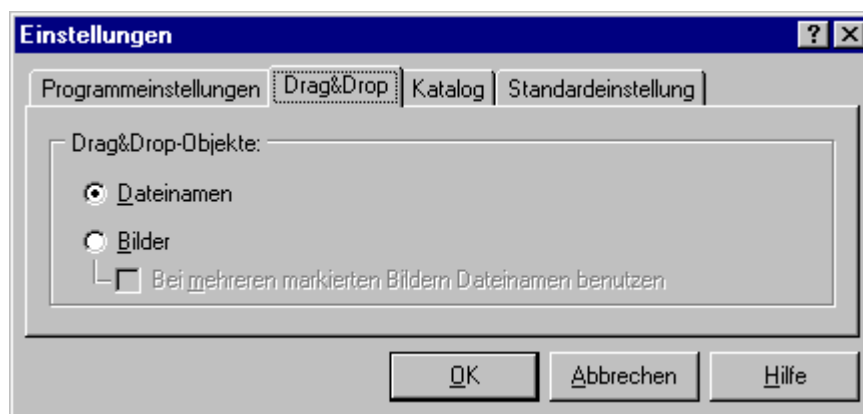 Einstellungen
Programmeinstellungen Drag&Drop Katalog Standardeinstellung
Drag&Drop-Objekte:
Dateinamen
Bilder
Bei mehreren markierten Bildern Dateinamen benutzen
OK Abbrechen Hilfe